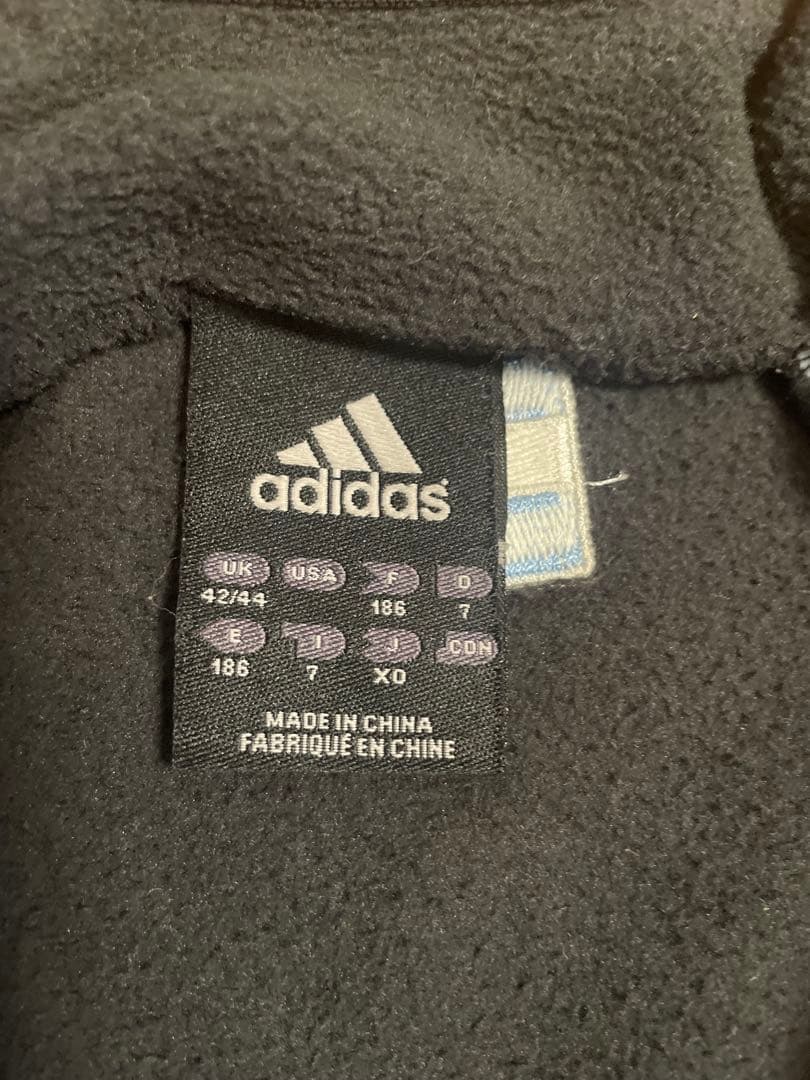 adidas
UK USA F D
42/44 186 7
E I J CDN
186 7 XO
MADE IN CHINA
FABRIQUÉ EN CHINE